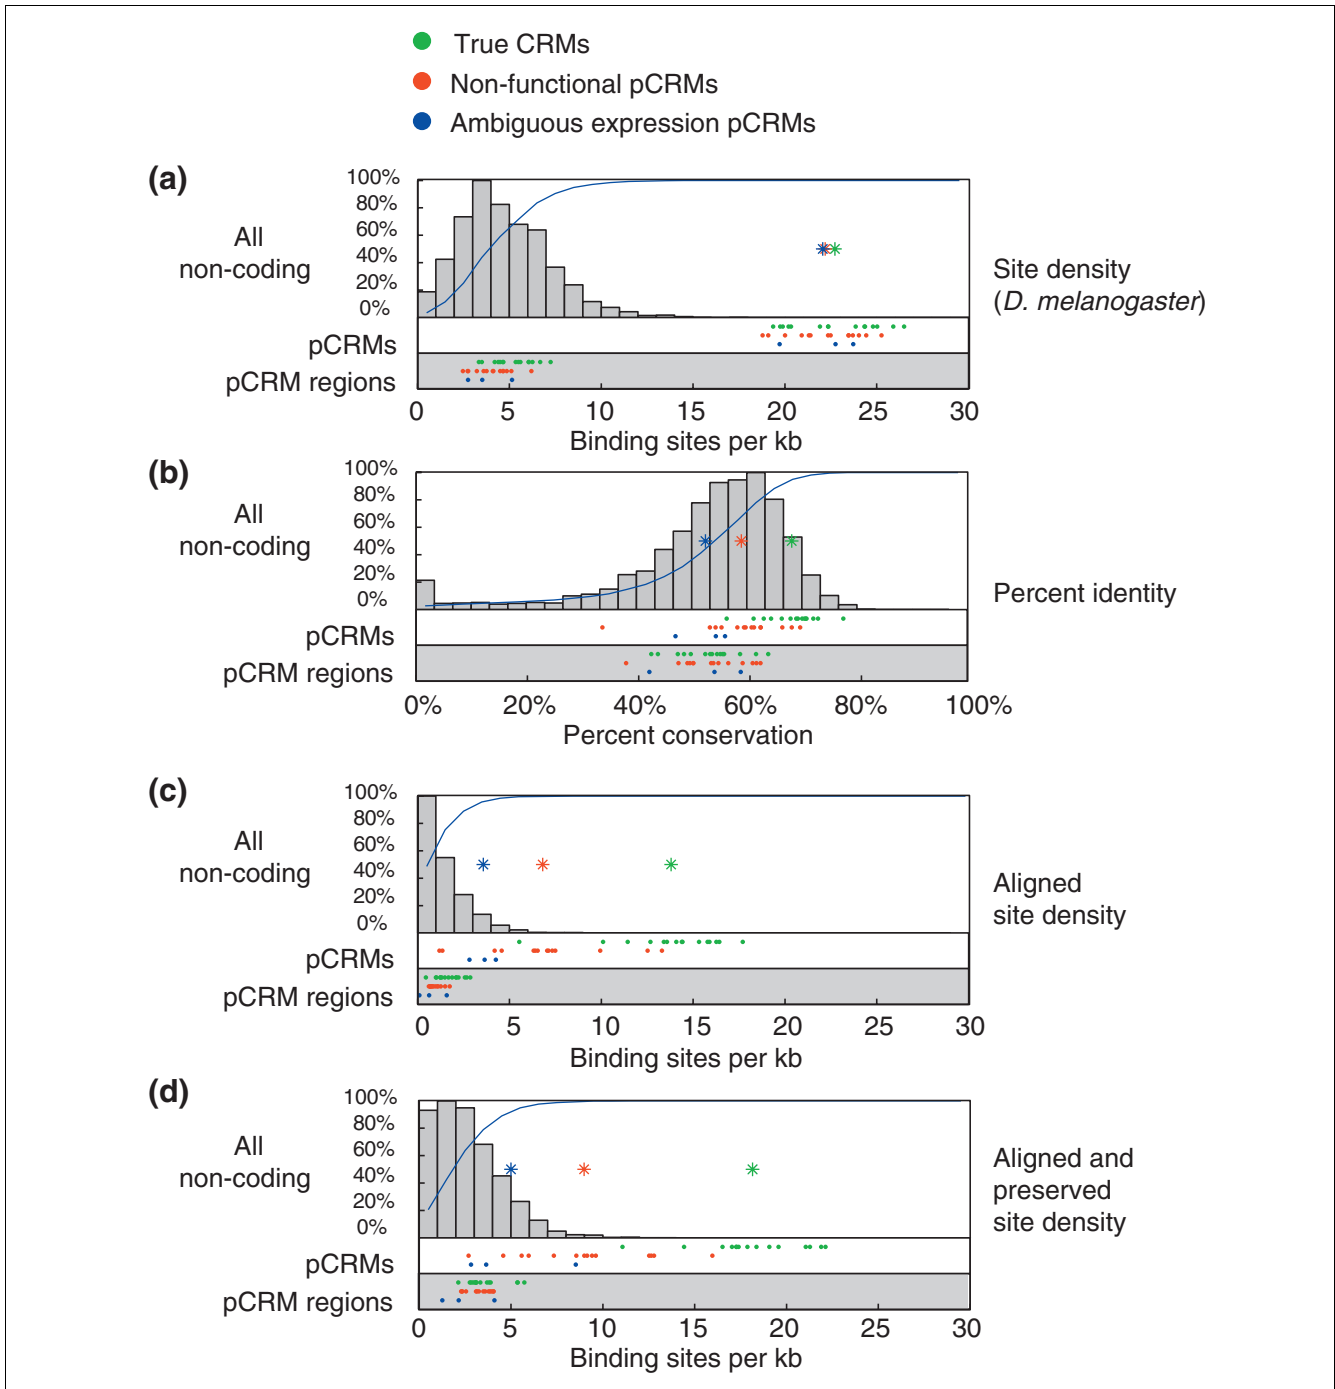 True CRMs
Non-functional pCRMs
Ambiguous expression pCRMs
(a)
100%
80%
60%
40%
20%
0%
All
non-coding
pCRMs
pCRM regions
Site density
(D. melanogaster)
0 5 10 15 20 25 30
Binding sites per kb
(b)
100%
80%
60%
40%
20%
0%
All
non-coding
pCRMs
pCRM regions
Percent identity
0% 20% 40% 60% 80% 100%
Percent conservation
(c)
100%
80%
60%
40%
20%
0%
All
non-coding
pCRMs
pCRM regions
Aligned
site density
0 5 10 15 20 25 30
Binding sites per kb
(d)
100%
80%
60%
40%
20%
0%
All
non-coding
pCRMs
pCRM regions
Aligned and
preserved
site density
0 5 10 15 20 25 30
Binding sites per kb